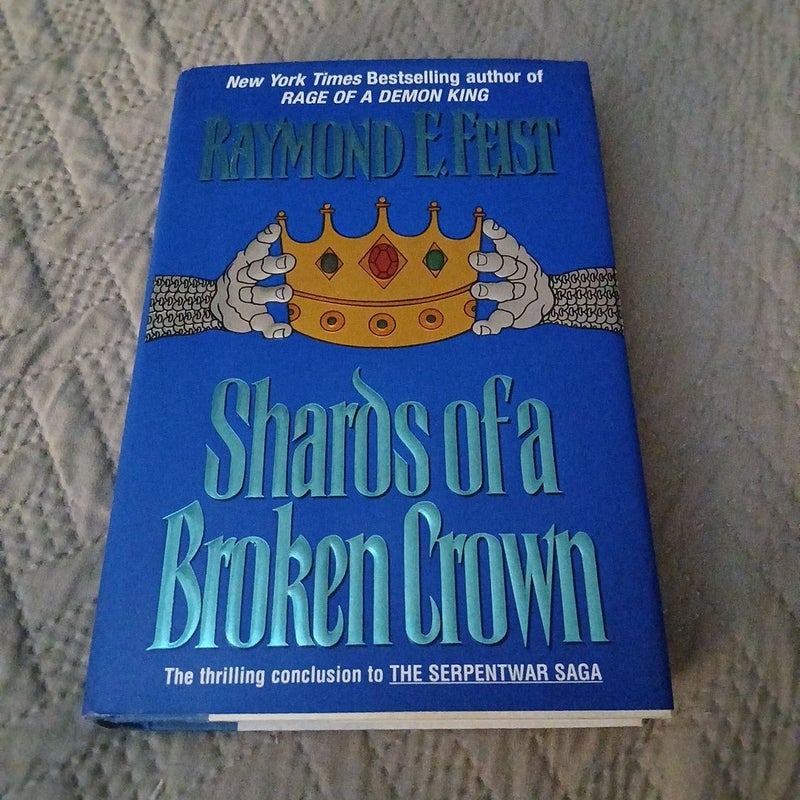 New York Times Bestselling author of
RAGE OF A DEMON KING
RAYMOND E. FEIST
Shards of a
Broken Crown
The thrilling conclusion to THE SERPENTWAR SAGA